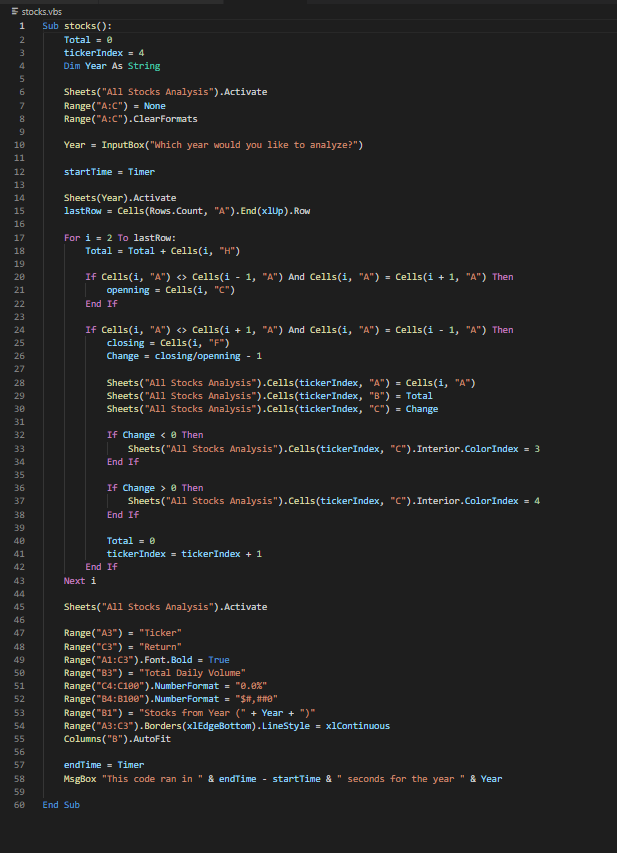 stocks.vbs
1 Sub stocks():
2     Total = 0
3     tickerIndex = 4
4     Dim Year As String
5
6     Sheets("All Stocks Analysis").Activate
7     Range("A:C") = None
8     Range("A:C").ClearFormats
9
10     Year = InputBox("Which year would you like to analyze?")
11
12     startTime = Timer
13
14     Sheets(Year).Activate
15     lastRow = Cells(Rows.Count, "A").End(xlUp).Row
16
17     For i = 2 To lastRow:
18         Total = Total + Cells(i, "H")
19
20         If Cells(i, "A") <> Cells(i - 1, "A") And Cells(i, "A") = Cells(i + 1, "A") Then
21             openning = Cells(i, "C")
22         End If
23
24         If Cells(i, "A") <> Cells(i + 1, "A") And Cells(i, "A") = Cells(i - 1, "A") Then
25             closing = Cells(i, "F")
26             Change = closing/openning - 1
27
28             Sheets("All Stocks Analysis").Cells(tickerIndex, "A") = Cells(i, "A")
29             Sheets("All Stocks Analysis").Cells(tickerIndex, "B") = Total
30             Sheets("All Stocks Analysis").Cells(tickerIndex, "C") = Change
31
32             If Change < 0 Then
33                 Sheets("All Stocks Analysis").Cells(tickerIndex, "C").Interior.ColorIndex = 3
34             End If
35
36             If Change > 0 Then
37                 Sheets("All Stocks Analysis").Cells(tickerIndex, "C").Interior.ColorIndex = 4
38             End If
39
40             Total = 0
41             tickerIndex = tickerIndex + 1
42         End If
43     Next i
44
45     Sheets("All Stocks Analysis").Activate
46
47     Range("A3") = "Ticker"
48     Range("C3") = "Return"
49     Range("A1:C3").Font.Bold = True
50     Range("B3") = "Total Daily Volume"
51     Range("C4:C100").NumberFormat = "0.0%"
52     Range("B4:B100").NumberFormat = "$#,##0"
53     Range("B1") = "Stocks from Year (" + Year + ")"
54     Range("A3:C3").Borders(xlEdgeBottom).LineStyle = xlContinuous
55     Columns("B").AutoFit
56
57     endTime = Timer
58     MsgBox "This code ran in " & endTime - startTime & " seconds for the year " & Year
59
60 End Sub